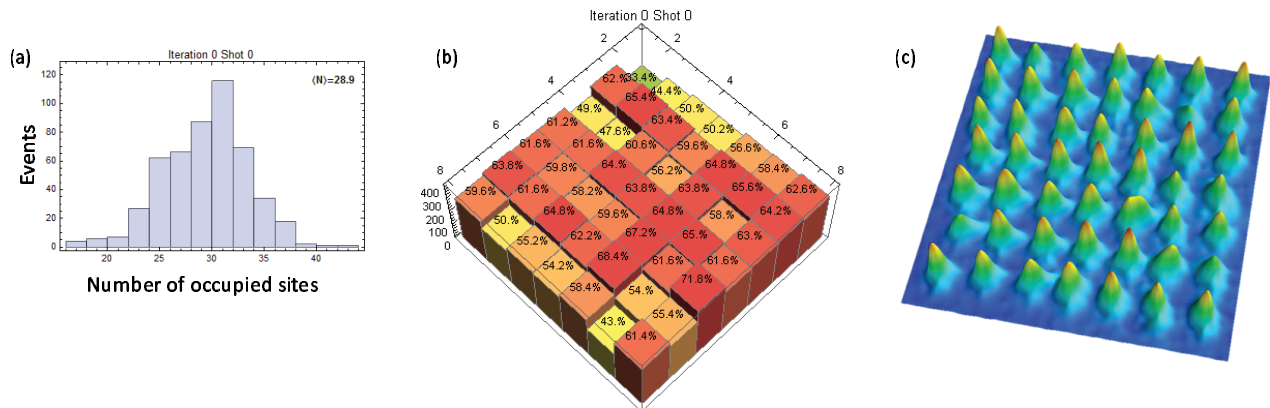 (a)
Iteration 0 Shot 0
⟨N⟩=28.9
120
100
80
60
40
20
0
Events
20 25 30 35 40
Number of occupied sites
(b)
Iteration 0 Shot 0
2 2
4 4
6 6
8 8
400
300
200
100
0
62.% 33.4%
65.4% 44.4%
49.% 63.4% 50.%
61.2% 47.6% 50.2%
61.6% 61.6% 60.6% 59.6% 56.6%
63.8% 59.8% 64.% 56.2% 64.8% 58.4%
59.6% 61.6% 58.2% 63.8% 63.8% 65.6% 62.6%
50.% 64.8% 59.6% 64.8% 58.% 64.2%
55.2% 62.2% 67.2% 65.% 63.%
54.2% 68.4% 61.6% 61.6%
58.4% 54.% 71.8%
43.% 55.4%
61.4%
(c)